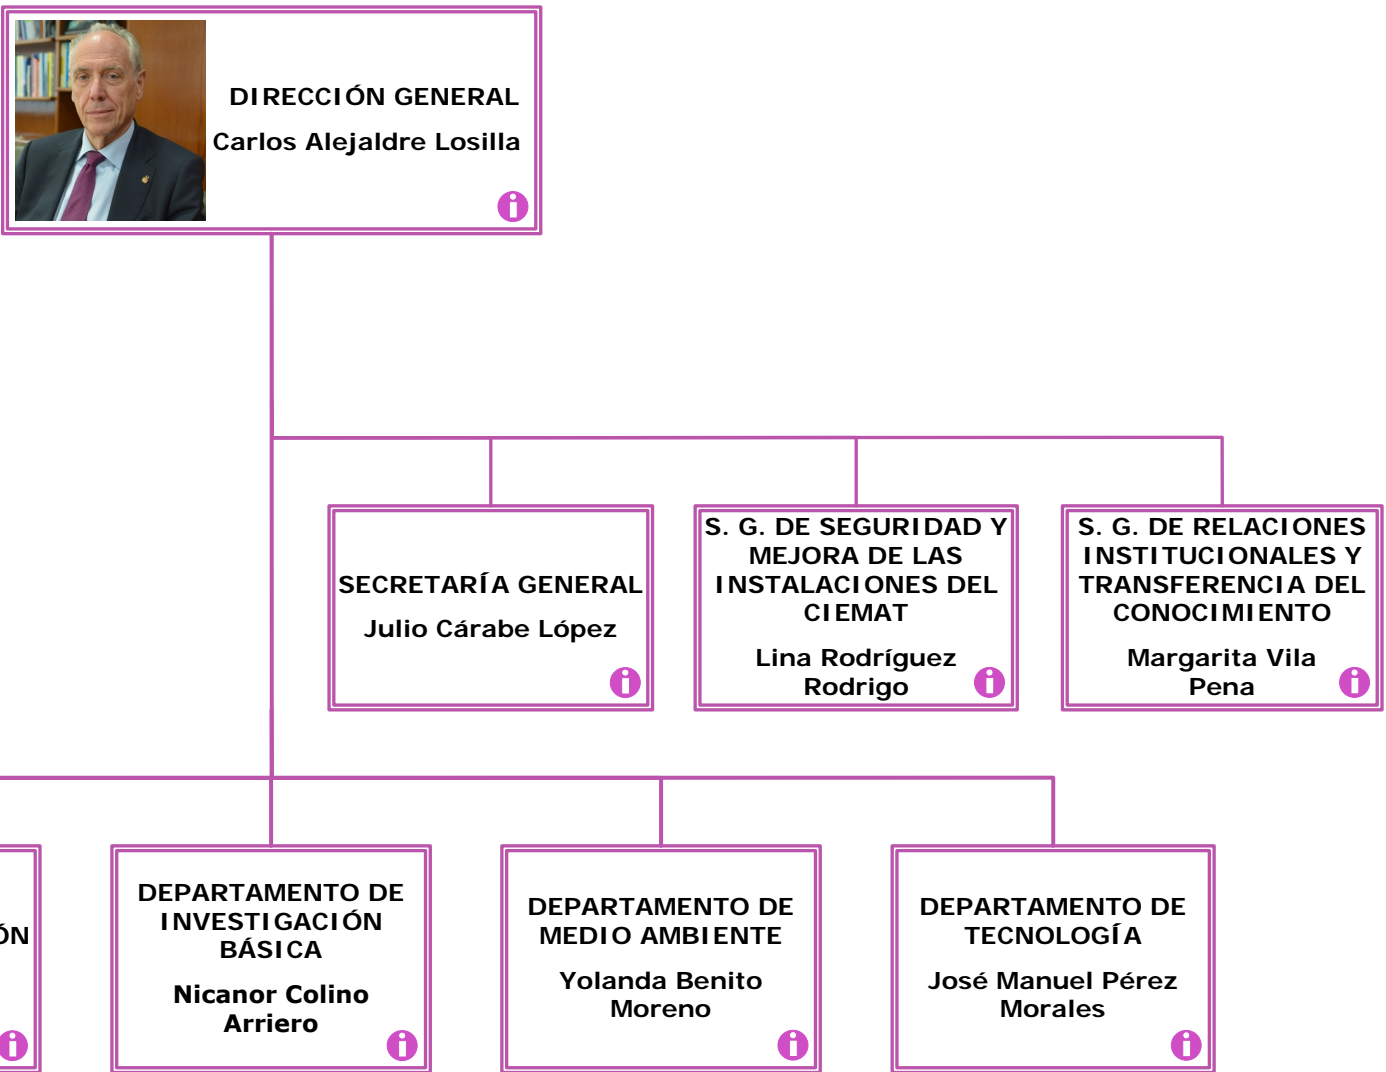 DIRECCIÓN GENERAL
Carlos Alejaldre Losilla
SECRETARÍA GENERAL
Julio Cárabe López
S. G. DE SEGURIDAD Y
MEJORA DE LAS
INSTALACIONES DEL
CIEMAT
Lina Rodríguez
Rodrigo
S. G. DE RELACIONES
INSTITUCIONALES Y
TRANSFERENCIA DEL
CONOCIMIENTO
Margarita Vila
Pena
ÓN
DEPARTAMENTO DE
INVESTIGACIÓN
BÁSICA
Nicanor Colino
Arriero
DEPARTAMENTO DE
MEDIO AMBIENTE
Yolanda Benito
Moreno
DEPARTAMENTO DE
TECNOLOGÍA
José Manuel Pérez
Morales